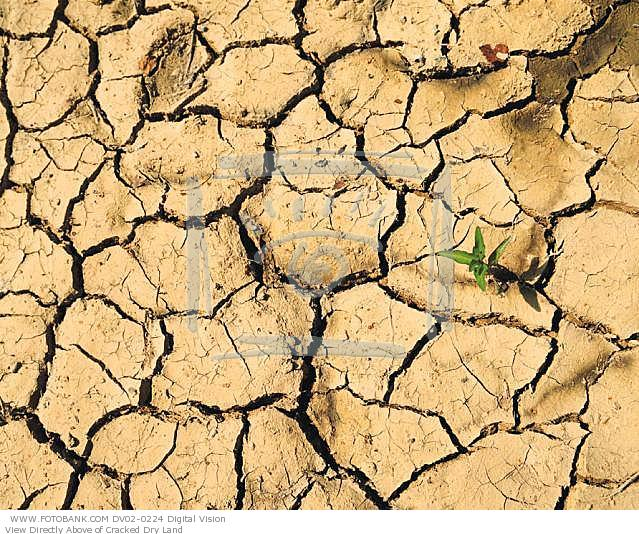 WWW.FOTOBANK.COM DV02-0224 Digital Vision
View Directly Above of Cracked Dry Land